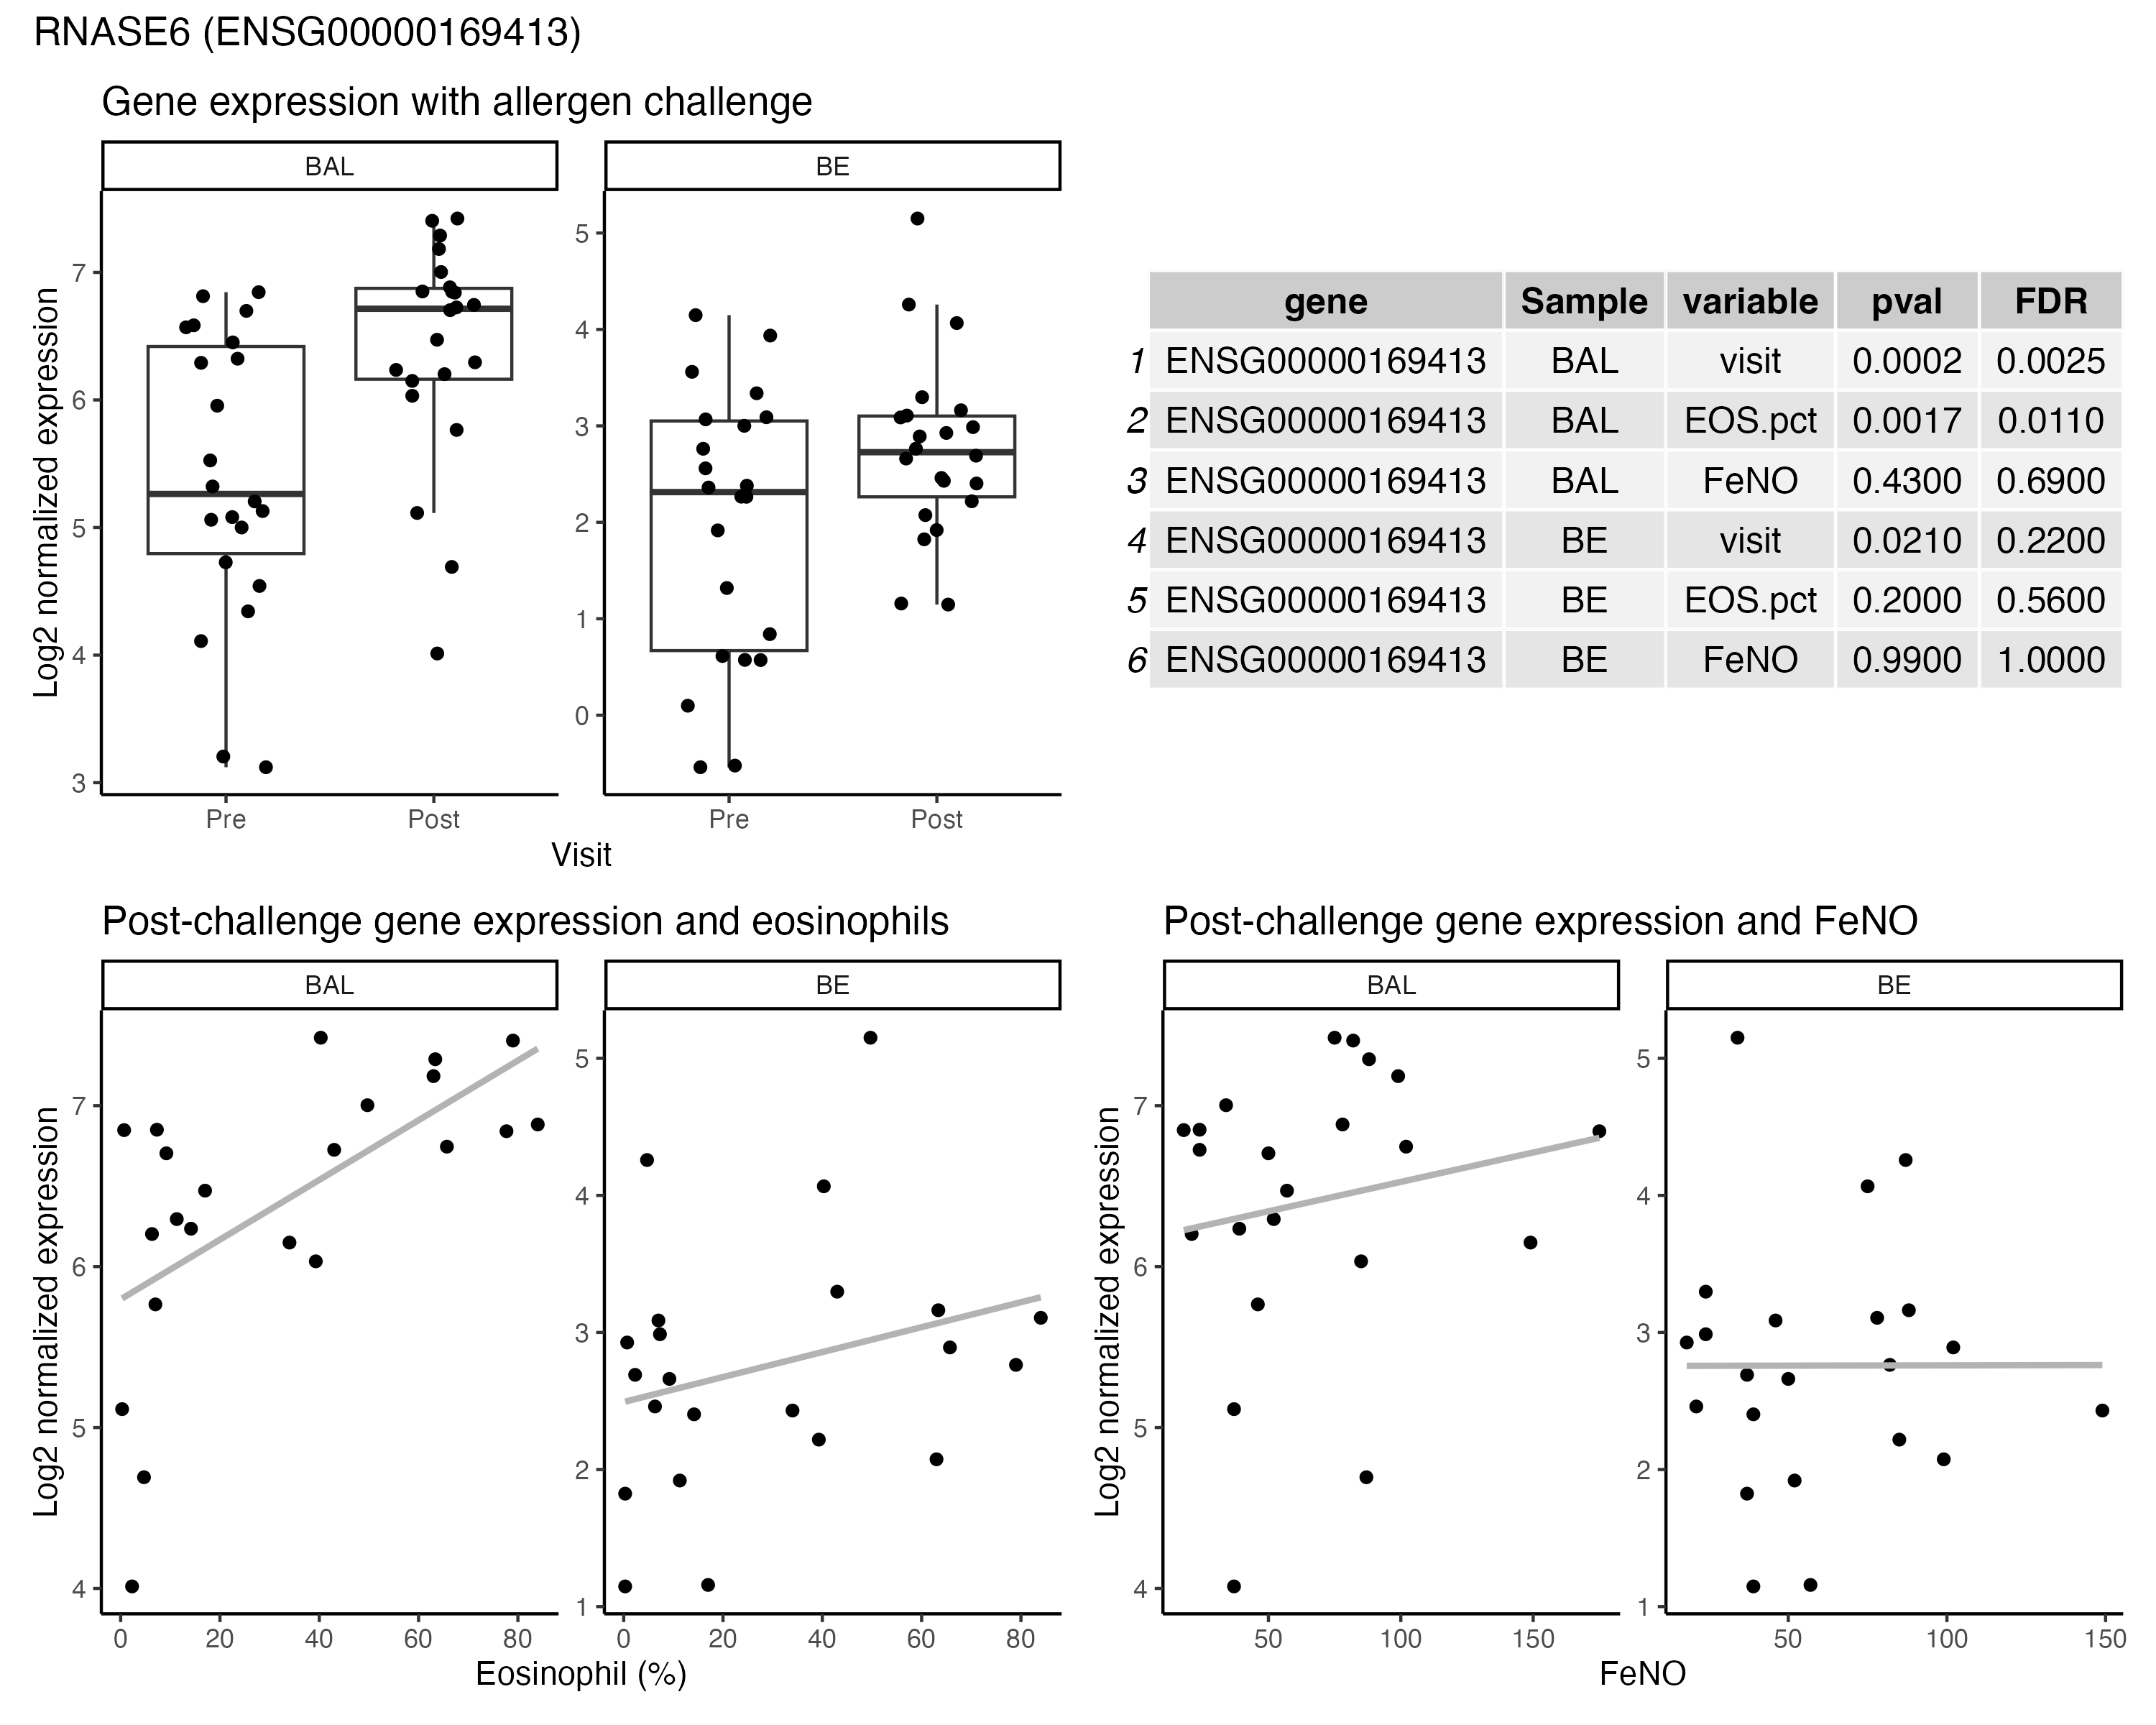 RNASE6 (ENSG00000169413)
Gene expression with allergen challenge
BAL
BE
Log2 normalized expression
7
6
5
4
3
5
4
3
2
1
0
Pre
Post
Pre
Post
Visit
gene Sample variable pval FDR
1 ENSG00000169413 BAL visit 0.0002 0.0025
2 ENSG00000169413 BAL EOS.pct 0.0017 0.0110
3 ENSG00000169413 BAL FeNO 0.4300 0.6900
4 ENSG00000169413 BE visit 0.0210 0.2200
5 ENSG00000169413 BE EOS.pct 0.2000 0.5600
6 ENSG00000169413 BE FeNO 0.9900 1.0000
Post-challenge gene expression and eosinophils
BAL
BE
Log2 normalized expression
7
6
5
4
5
4
3
2
1
0 20 40 60 80
0 20 40 60 80
Eosinophil (%)
Post-challenge gene expression and FeNO
BAL
BE
Log2 normalized expression
7
6
5
4
5
4
3
2
1
50 100 150
50 100 150
FeNO